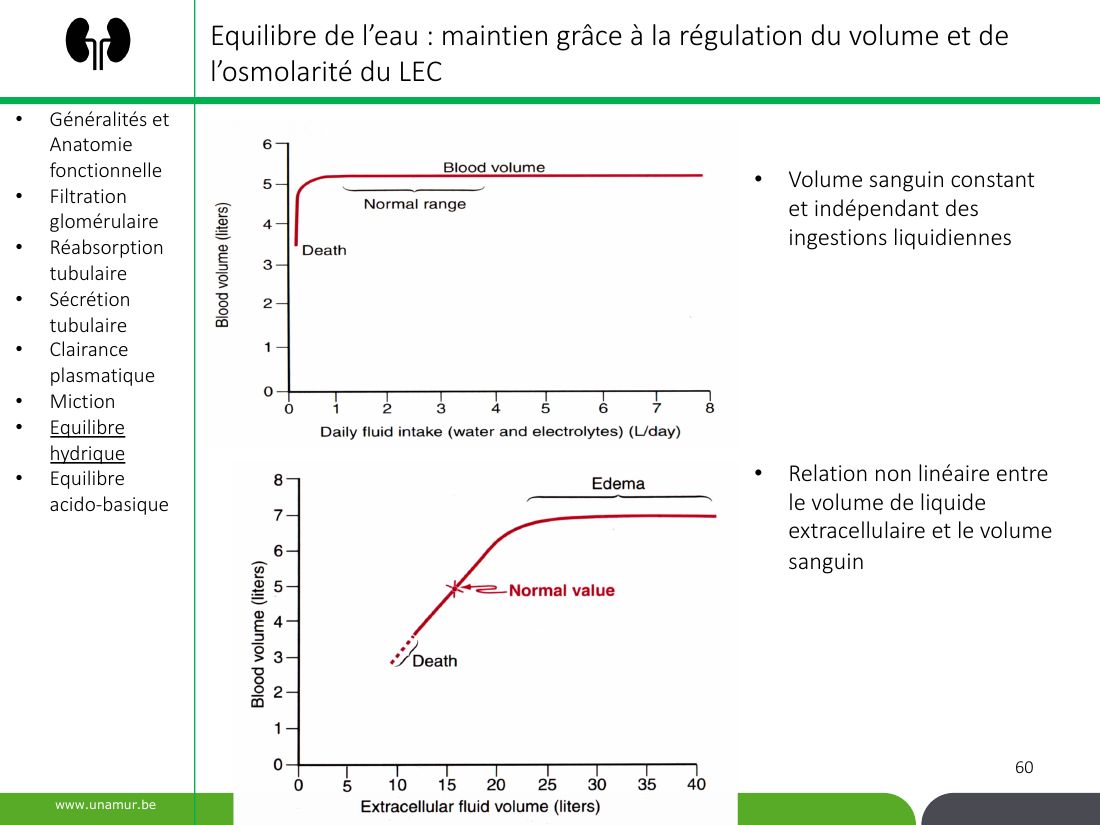 Equilibre de l’eau : maintien grâce à la régulation du volume et de
l’osmolarité du LEC
• Généralités et
Anatomie
fonctionnelle
• Filtration
glomérulaire
• Réabsorption
tubulaire
• Sécrétion
tubulaire
• Clairance
plasmatique
• Miction
• Equilibre
hydrique
• Equilibre
acido-basique
6
5
4
3
2
1
0
Blood volume (liters)
Blood volume
Normal range
Death
0 1 2 3 4 5 6 7 8
Daily fluid intake (water and electrolytes) (L/day)
• Volume sanguin constant
et indépendant des
ingestions liquidiennes
8
7
6
5
4
3
2
1
0
Blood volume (liters)
Edema
Normal value
Death
0 5 10 15 20 25 30 35 40
Extracellular fluid volume (liters)
• Relation non linéaire entre
le volume de liquide
extracellulaire et le volume
sanguin
60
www.unamur.be